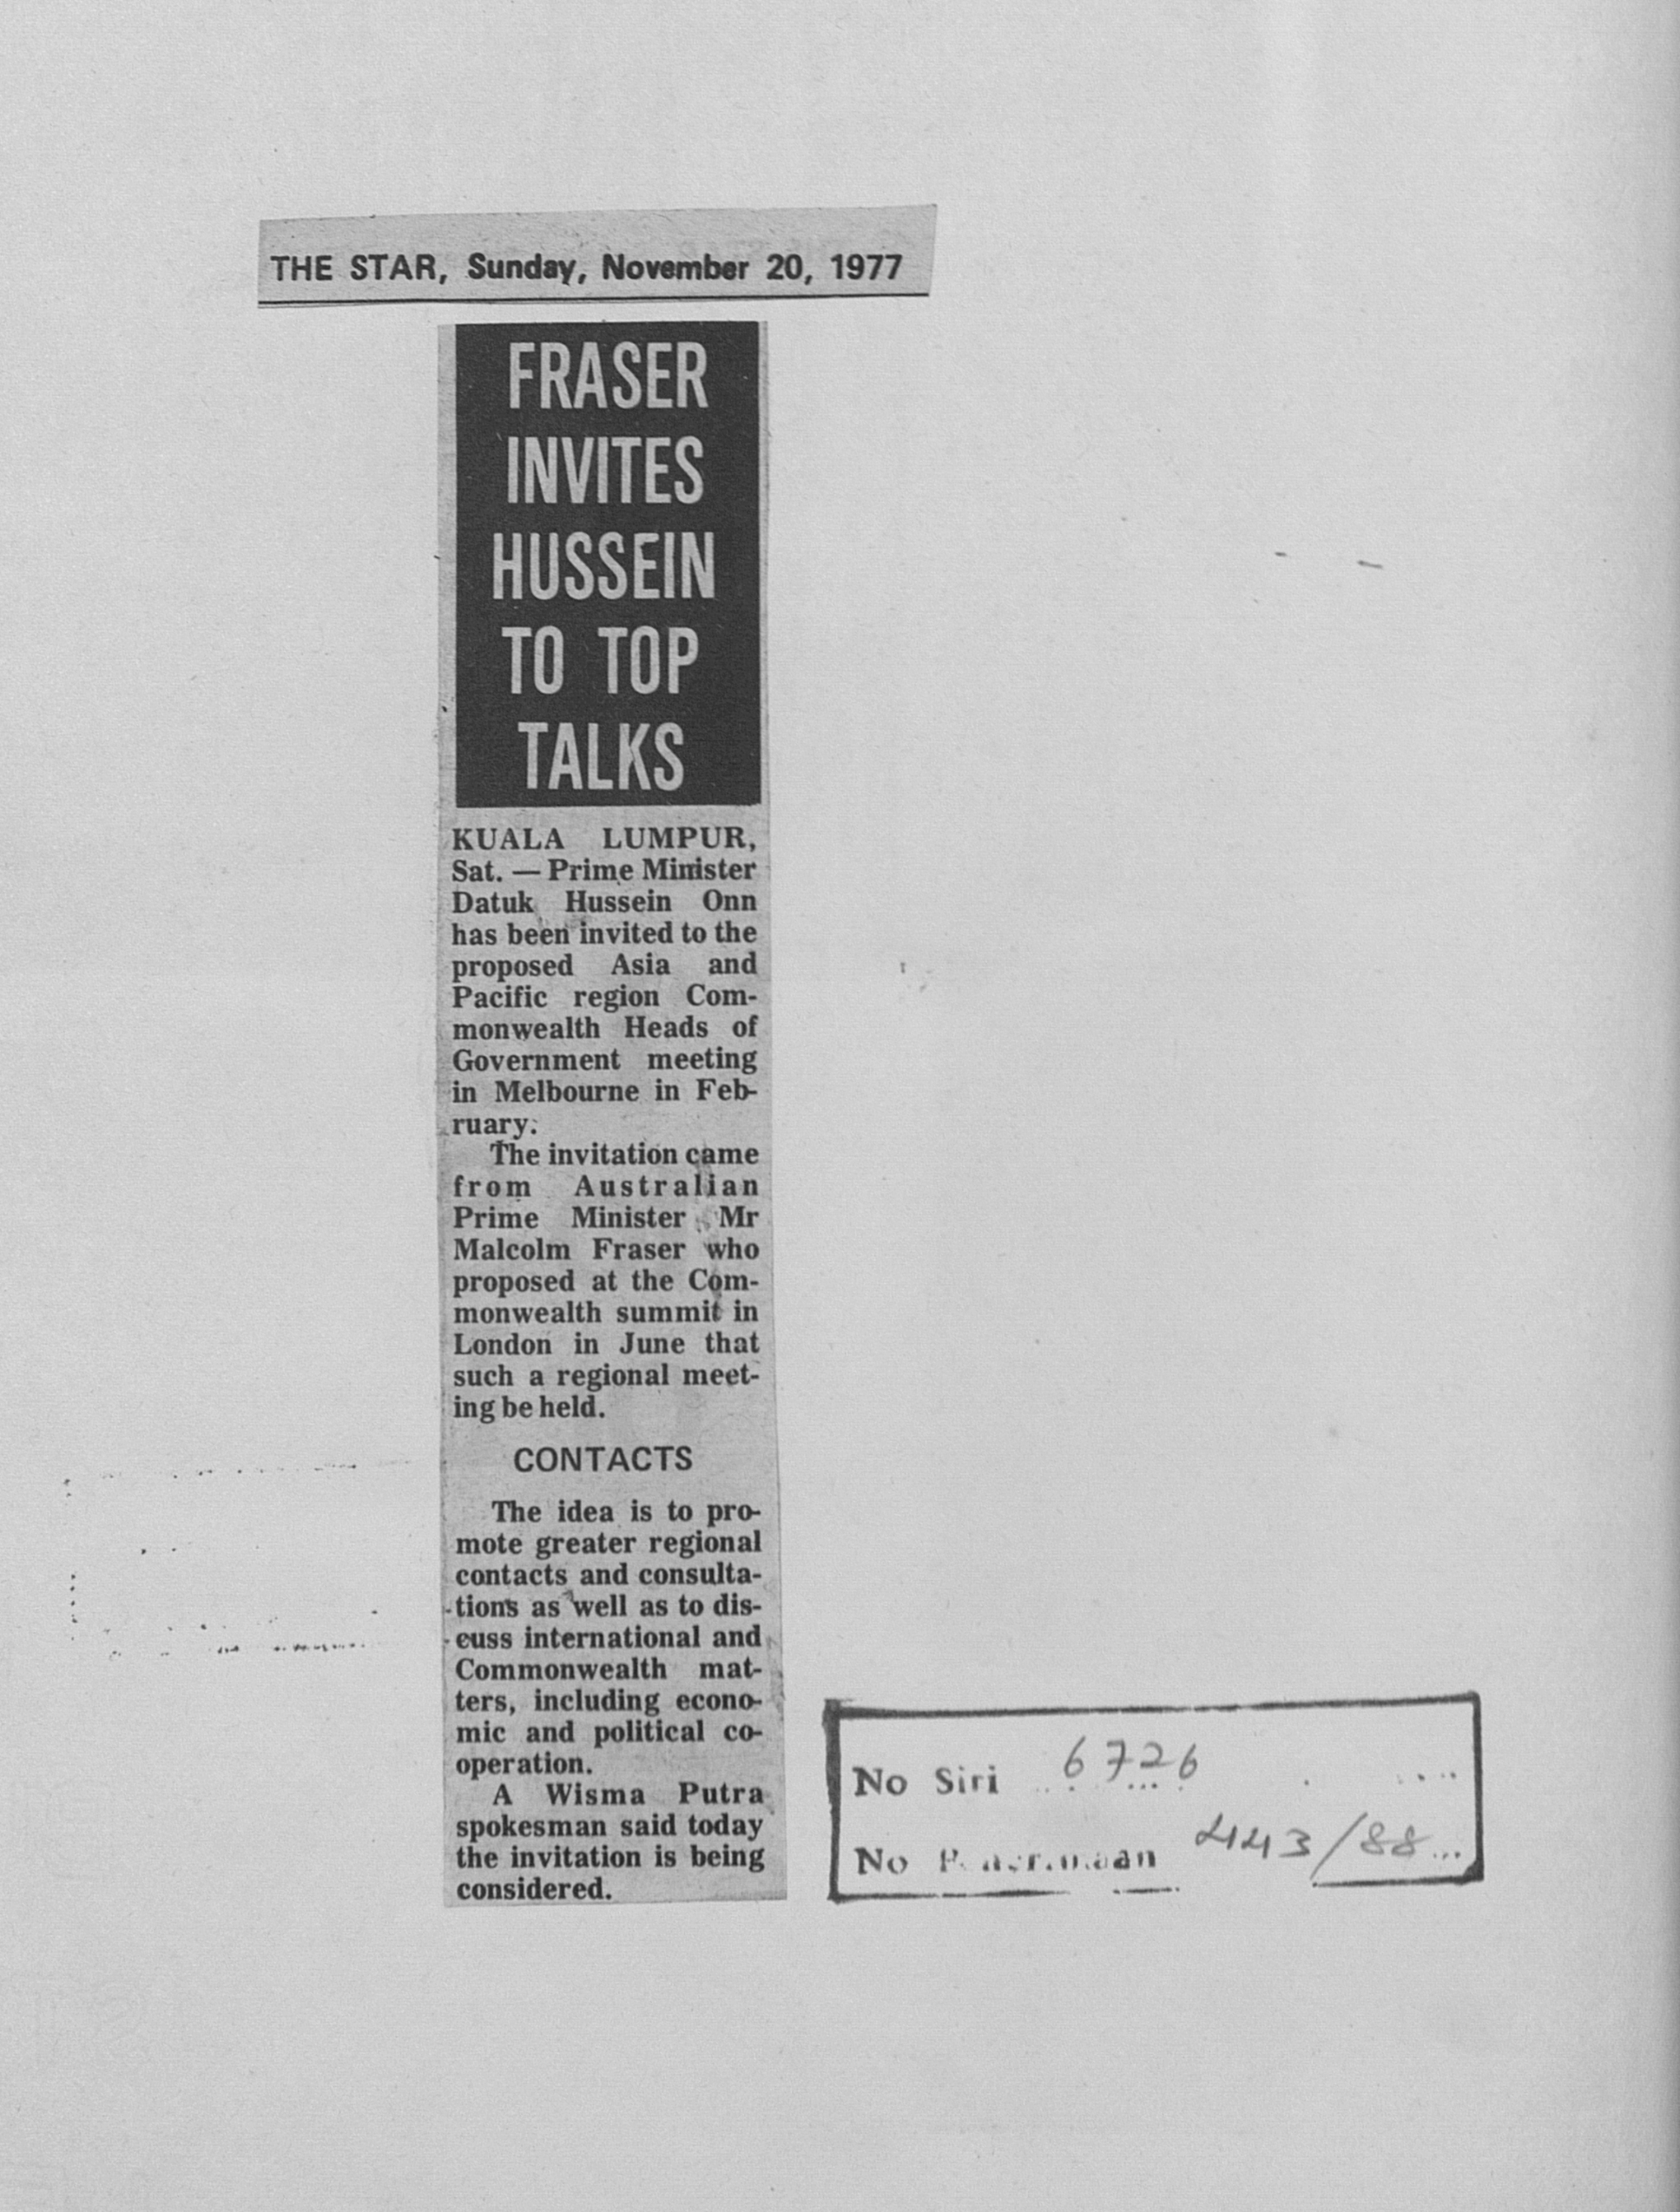 THE STAR, Sunday, November 20, 1977
FRASER
INVITES
HUSSEIN
TO TOP
TALKS
KUALA LUMPUR,
Sat. — Prime Minister
Datuk Hussein Onn
has been invited to the
proposed Asia and
Pacific region Com-
monwealth Heads of
Government meeting
in Melbourne in Feb-
ruary.
The invitation came
from Australian
Prime Minister Mr
Malcolm Fraser who
proposed at the Com-
monwealth summit in
London in June that
such a regional meet-
ing be held.
CONTACTS
The idea is to pro-
mote greater regional
contacts and consulta-
tions as well as to dis-
cuss international and
Commonwealth mat-
ters, including econo-
mic and political co-
operation.
A Wisma Putra
spokesman said today
the invitation is being
considered.
No Siri 6726
No 443/88